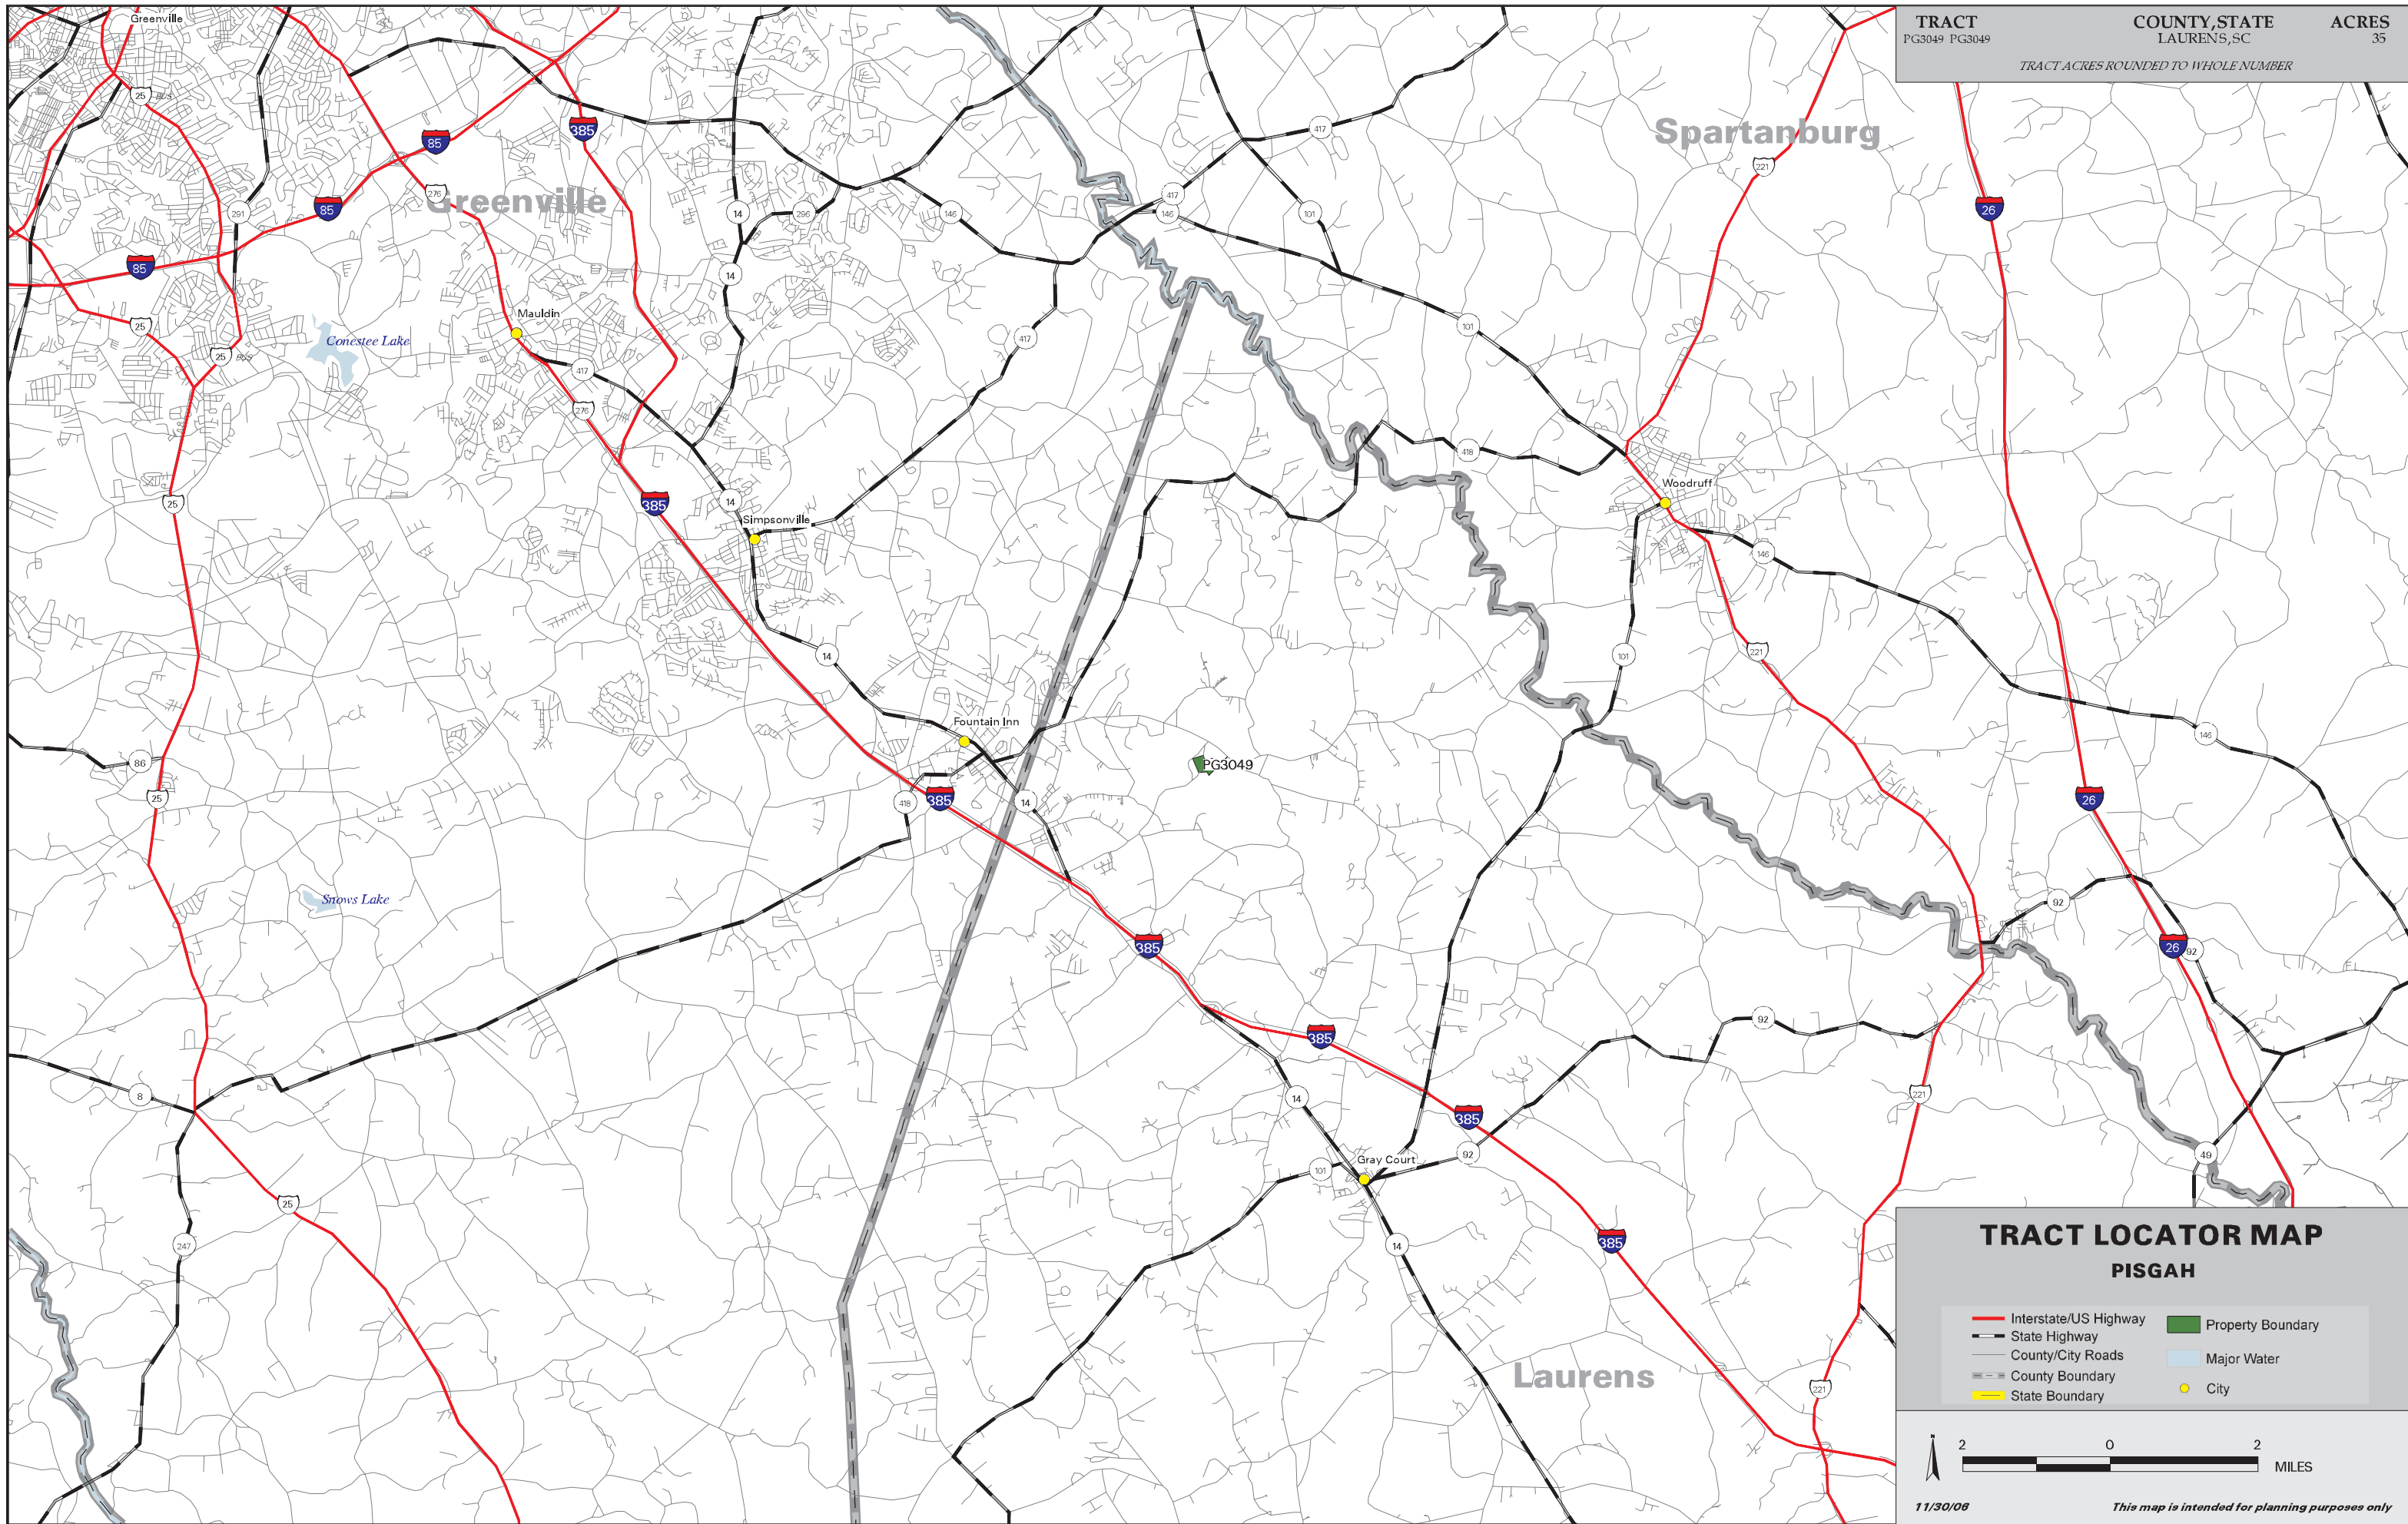 Greenville
TRACT COUNTY,STATE ACRES
PG3049 PG3049 LAURENS,SC 35
TRACT ACRES ROUNDED TO WHOLE NUMBER
25 BUS
85
385
417
Spartanburg
221
276
Greenville
291
85
14
296
146
417
146
101
26
85
14
25
Mauldin
Conestee Lake
25 BUS
417
101
417
276
418
25
385
14
Simpsonville
Woodruff
146
14
101
221
Fountain Inn
146
86
PG3049
25
418
385
14
26
Snows Lake
92
385
26
92
92
385
8
14
221
385
Gray Court
92
101
49
25
247
14
385
Laurens
221
TRACT LOCATOR MAP
PISGAH
Interstate/US Highway
State Highway
County/City Roads
County Boundary
State Boundary
Property Boundary
Major Water
City
N
2 0 2
MILES
11/30/06
This map is intended for planning purposes only